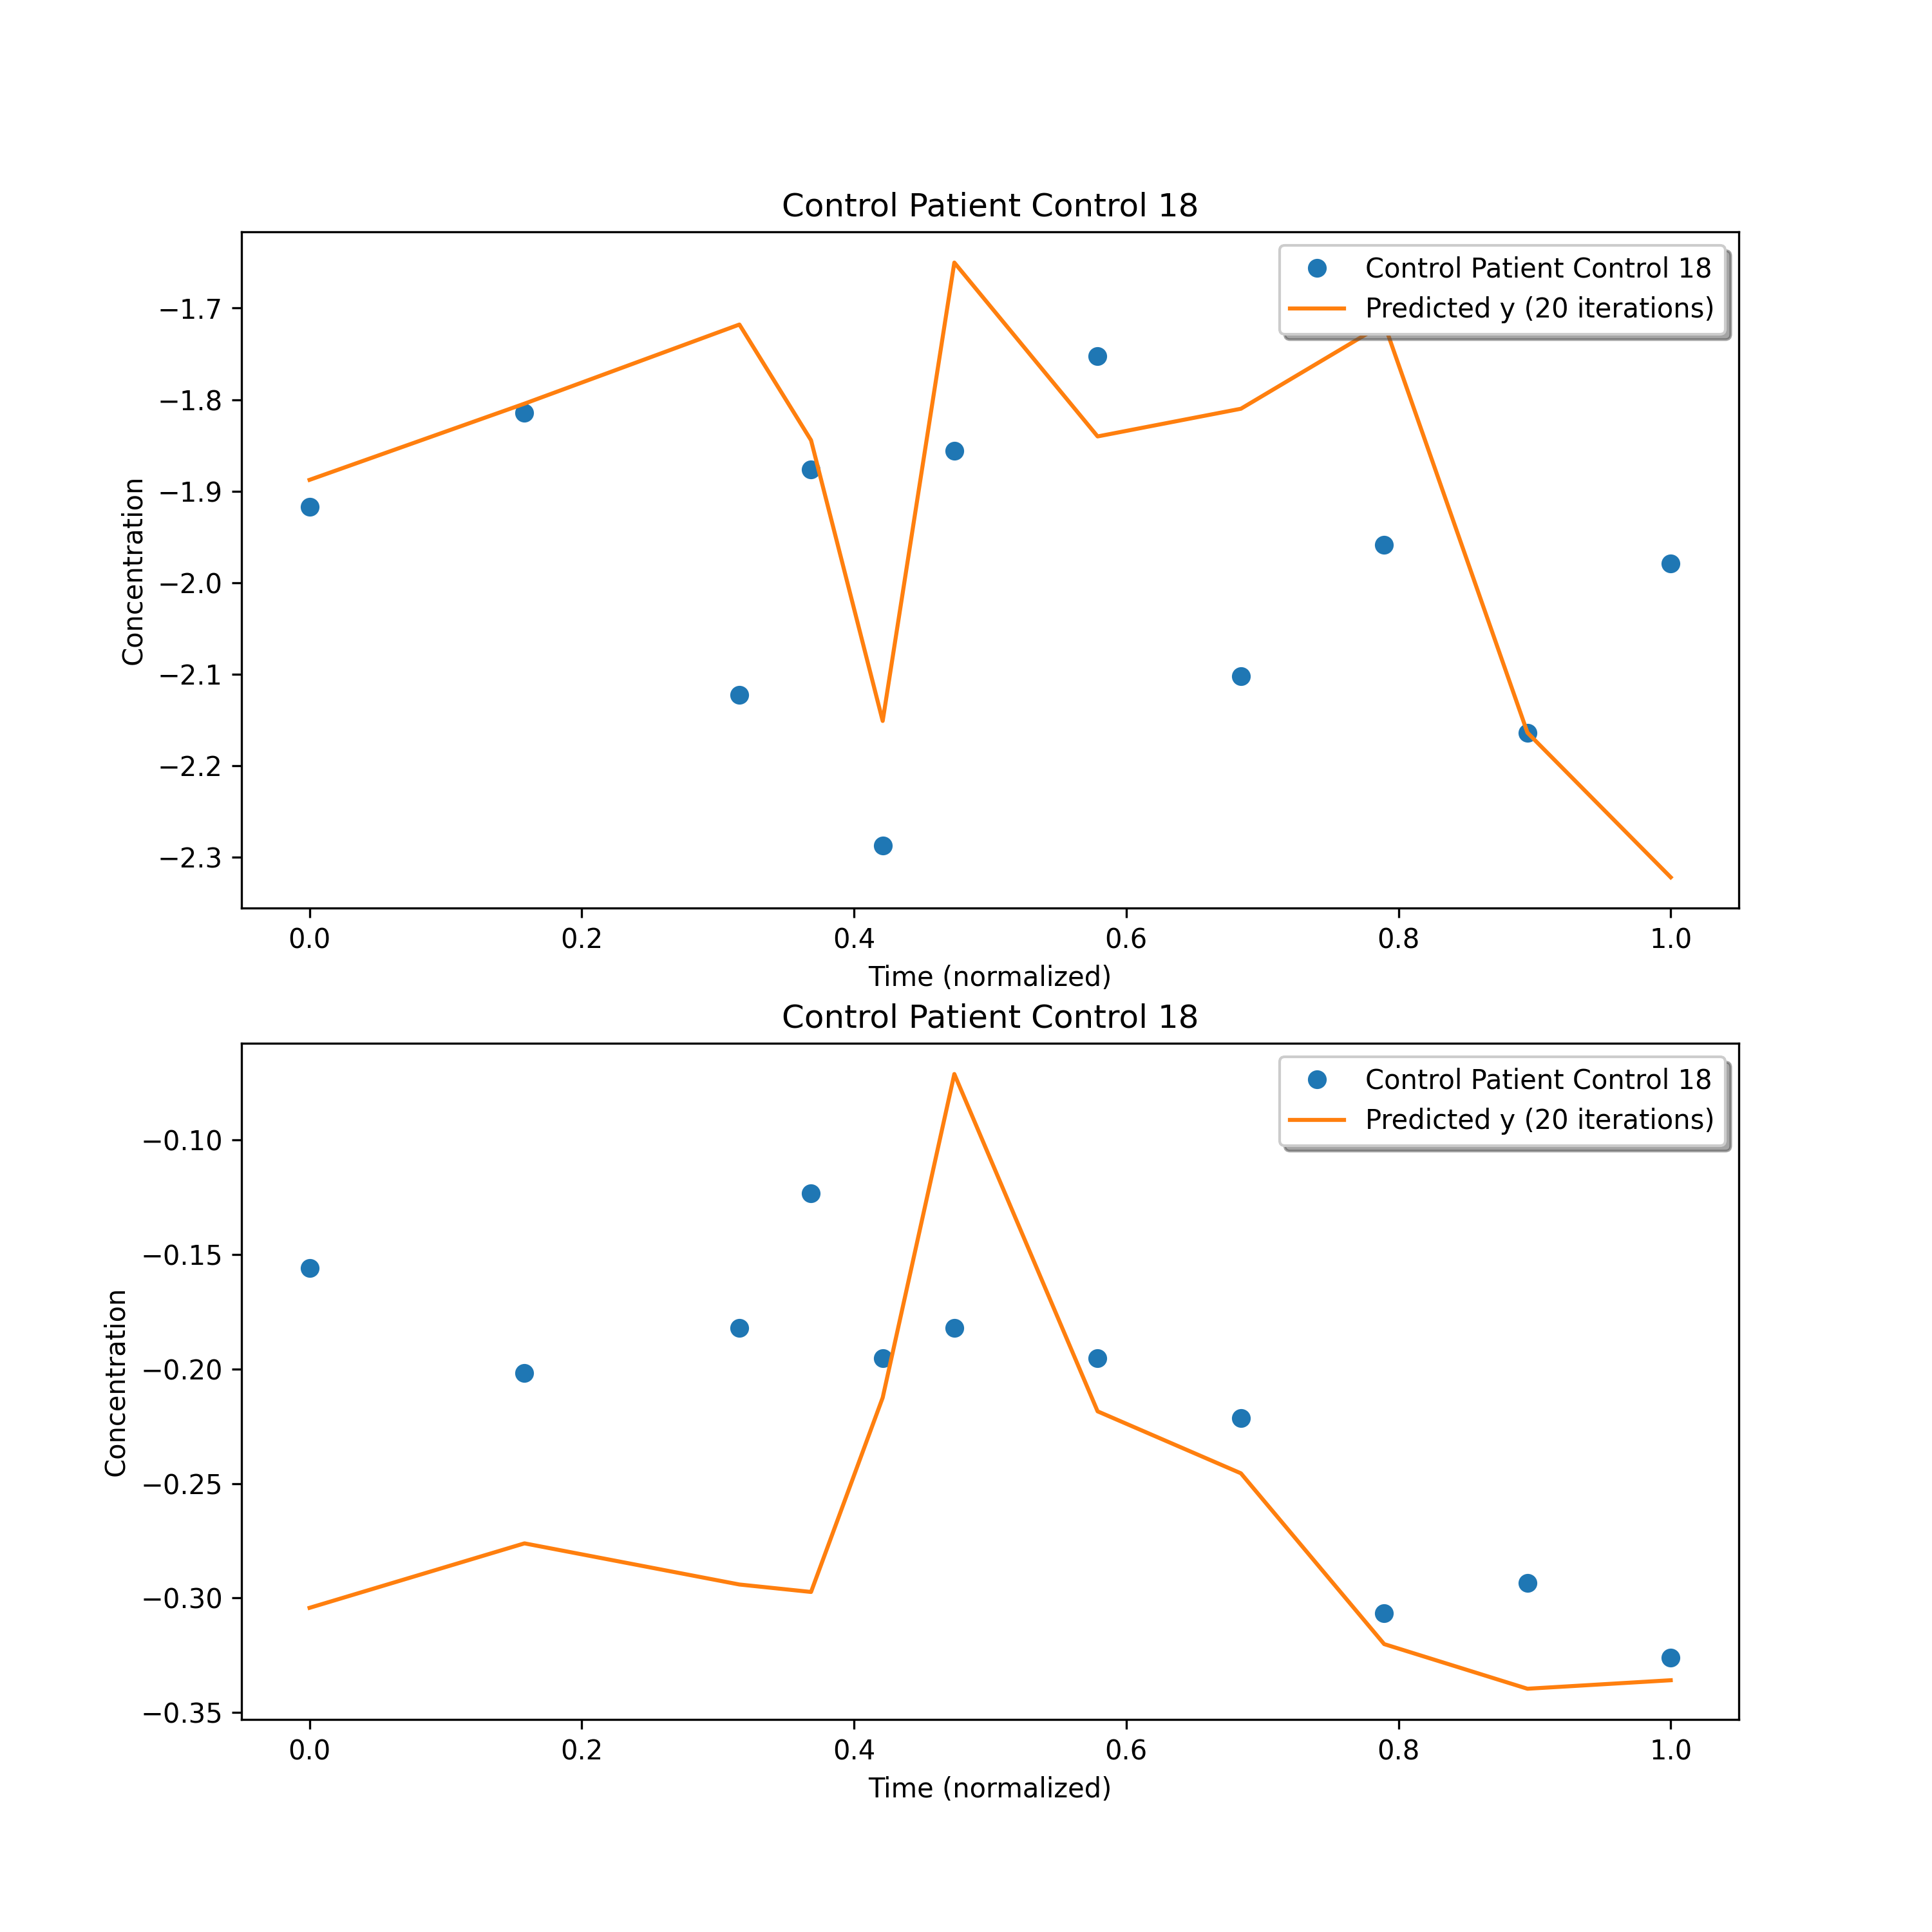 Control Patient Control 18
Control Patient Control 18
Predicted y (20 iterations)
−1.7
−1.8
−1.9
−2.0
−2.1
−2.2
−2.3
Concentration
0.0 0.2 0.4 0.6 0.8 1.0
Time (normalized)
Control Patient Control 18
Control Patient Control 18
Predicted y (20 iterations)
−0.10
−0.15
−0.20
−0.25
−0.30
−0.35
Concentration
0.0 0.2 0.4 0.6 0.8 1.0
Time (normalized)